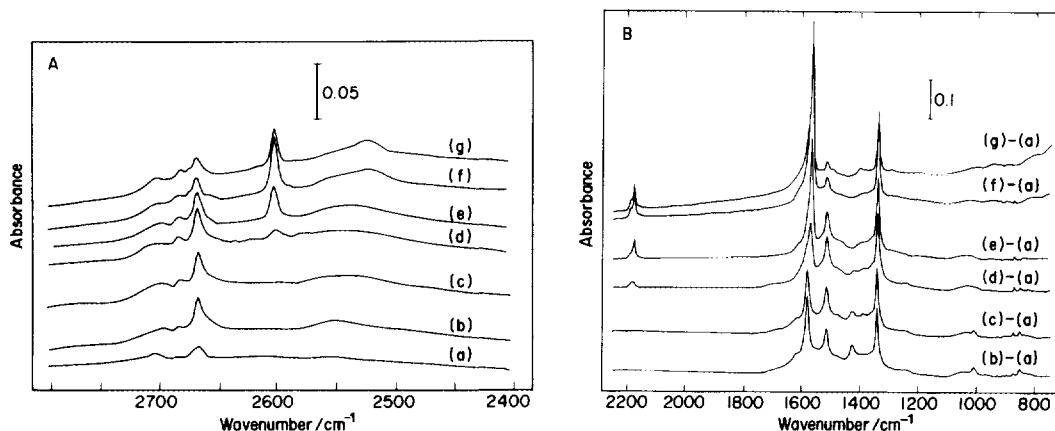 A
0.05
(g)
(f)
(e)
(d)
(c)
(b)
(a)
Absorbance
2700 2600 2500 2400
Wavenumber /cm⁻¹
B
0.1
(g)-(a)
(f)-(a)
(e)-(a)
(d)-(a)
(c)-(a)
(b)-(a)
Absorbance
2200 2000 1800 1600 1400 1200 1000 800
Wavenumber /cm⁻¹